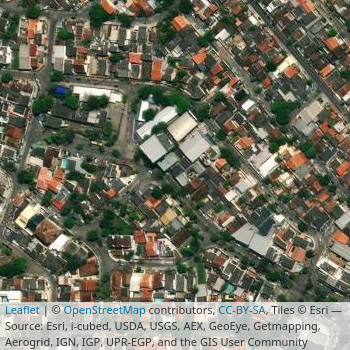 Leaflet | © OpenStreetMap contributors, CC-BY-SA, Tiles © Esri —
Source: Esri, i-cubed, USDA, USGS, AEX, GeoEye, Getmapping,
Aerogrid, IGN, IGP, UPR-EGP, and the GIS User Community